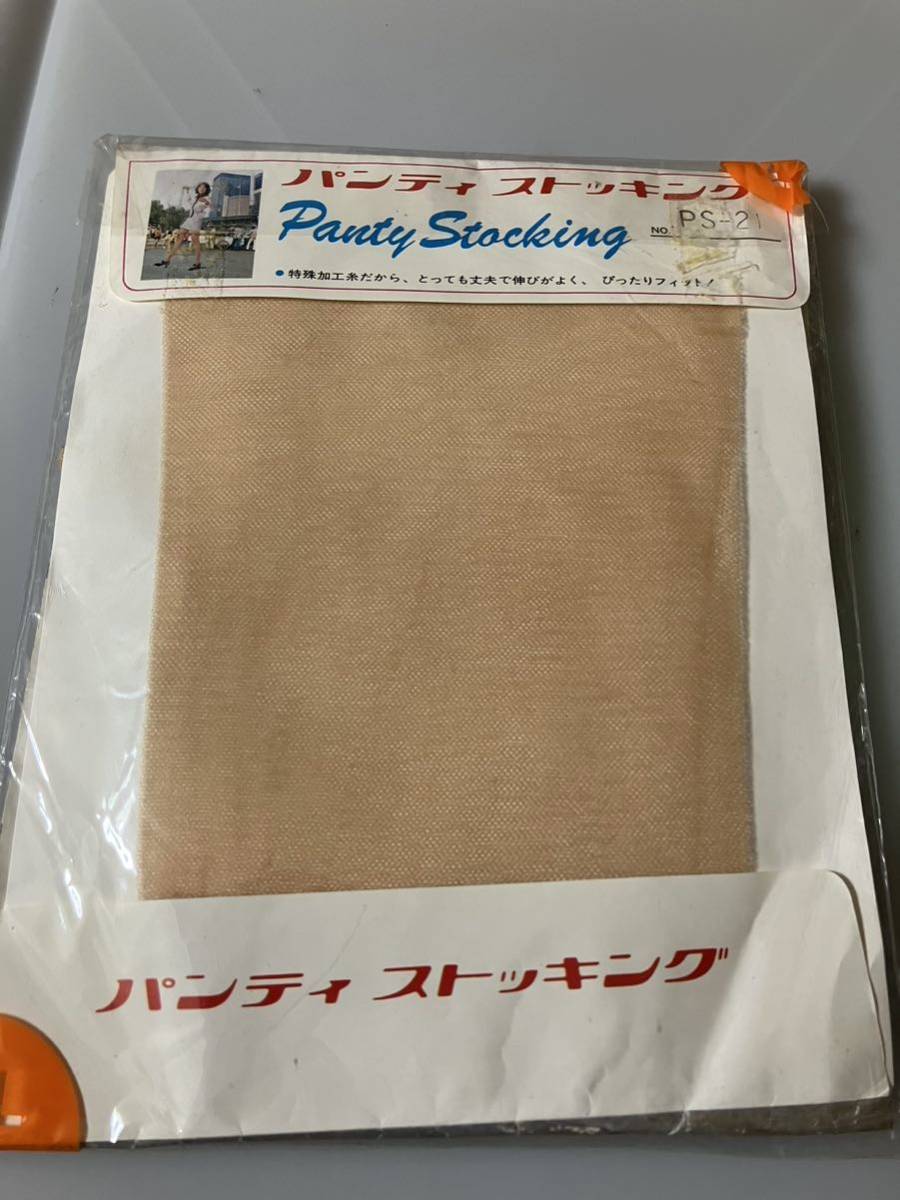 パンティ ストッキング
Panty Stocking NO. PS-21
● 特殊加工糸だから、とっても丈夫で伸びがよく、ぴったりフィット!
パンティ ストッキング
L